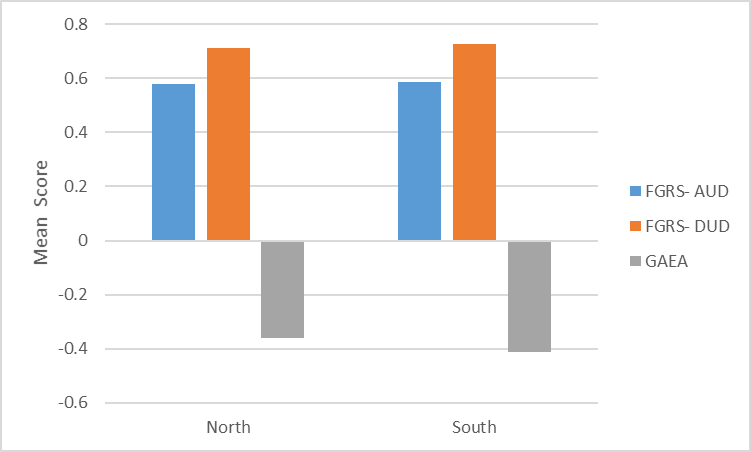 0.8
0.6
0.4
0.2
0
-0.2
-0.4
-0.6
Mean Score
North
South
FGRS- AUD
FGRS- DUD
GAEA